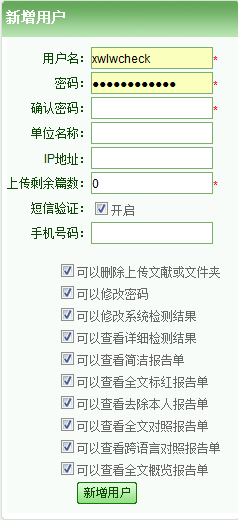 新增用户
用户名: xwlwcheck*
密码: ●●●●●●●●●●●●*
确认密码: *
单位名称:
IP地址:
上传剩余篇数: 0*
短信验证: 开启
手机号码:
可以删除上传文献或文件夹
可以修改密码
可以修改系统检测结果
可以查看详细检测结果
可以查看简洁报告单
可以查看全文标红报告单
可以查看去除本人报告单
可以查看全文对照报告单
可以查看跨语言对照报告单
可以查看全文概览报告单
新增用户